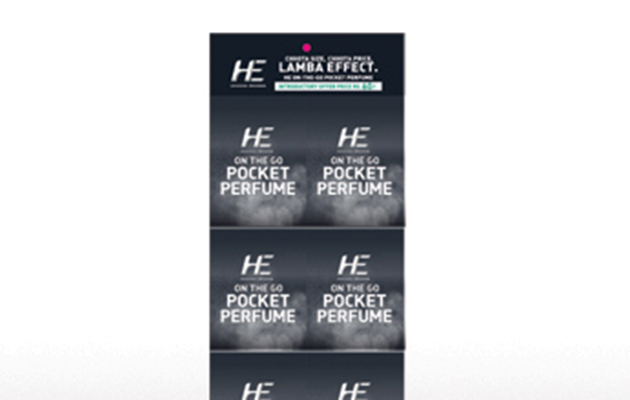 HE
CHHOTA SIZE, CHHOTA PRICE.
LAMBA EFFECT.
HE ON-THE-GO POCKET PERFUME
INTRODUCTORY OFFER PRICE RS. 60/-
HE
ON THE GO
POCKET
PERFUME
HE
ON THE GO
POCKET
PERFUME
HE
ON THE GO
POCKET
PERFUME
HE
ON THE GO
POCKET
PERFUME
HE
HE